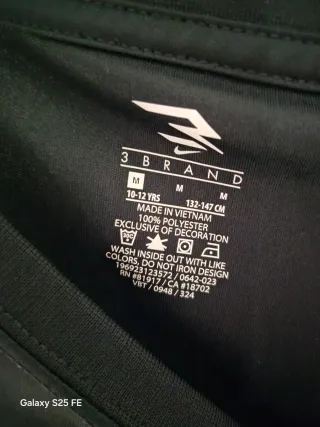 3 BRAND
M M M
10-12 YRS 132-147 CM
MADE IN VIETNAM
100% POLYESTER
EXCLUSIVE OF DECORATION
WASH INSIDE OUT WITH LIKE
COLORS, DO NOT IRON DESIGN
196923123572 / 0642-023
RN #81917 / CA #18702
VBT / 0948 / 324
Galaxy S25 FE